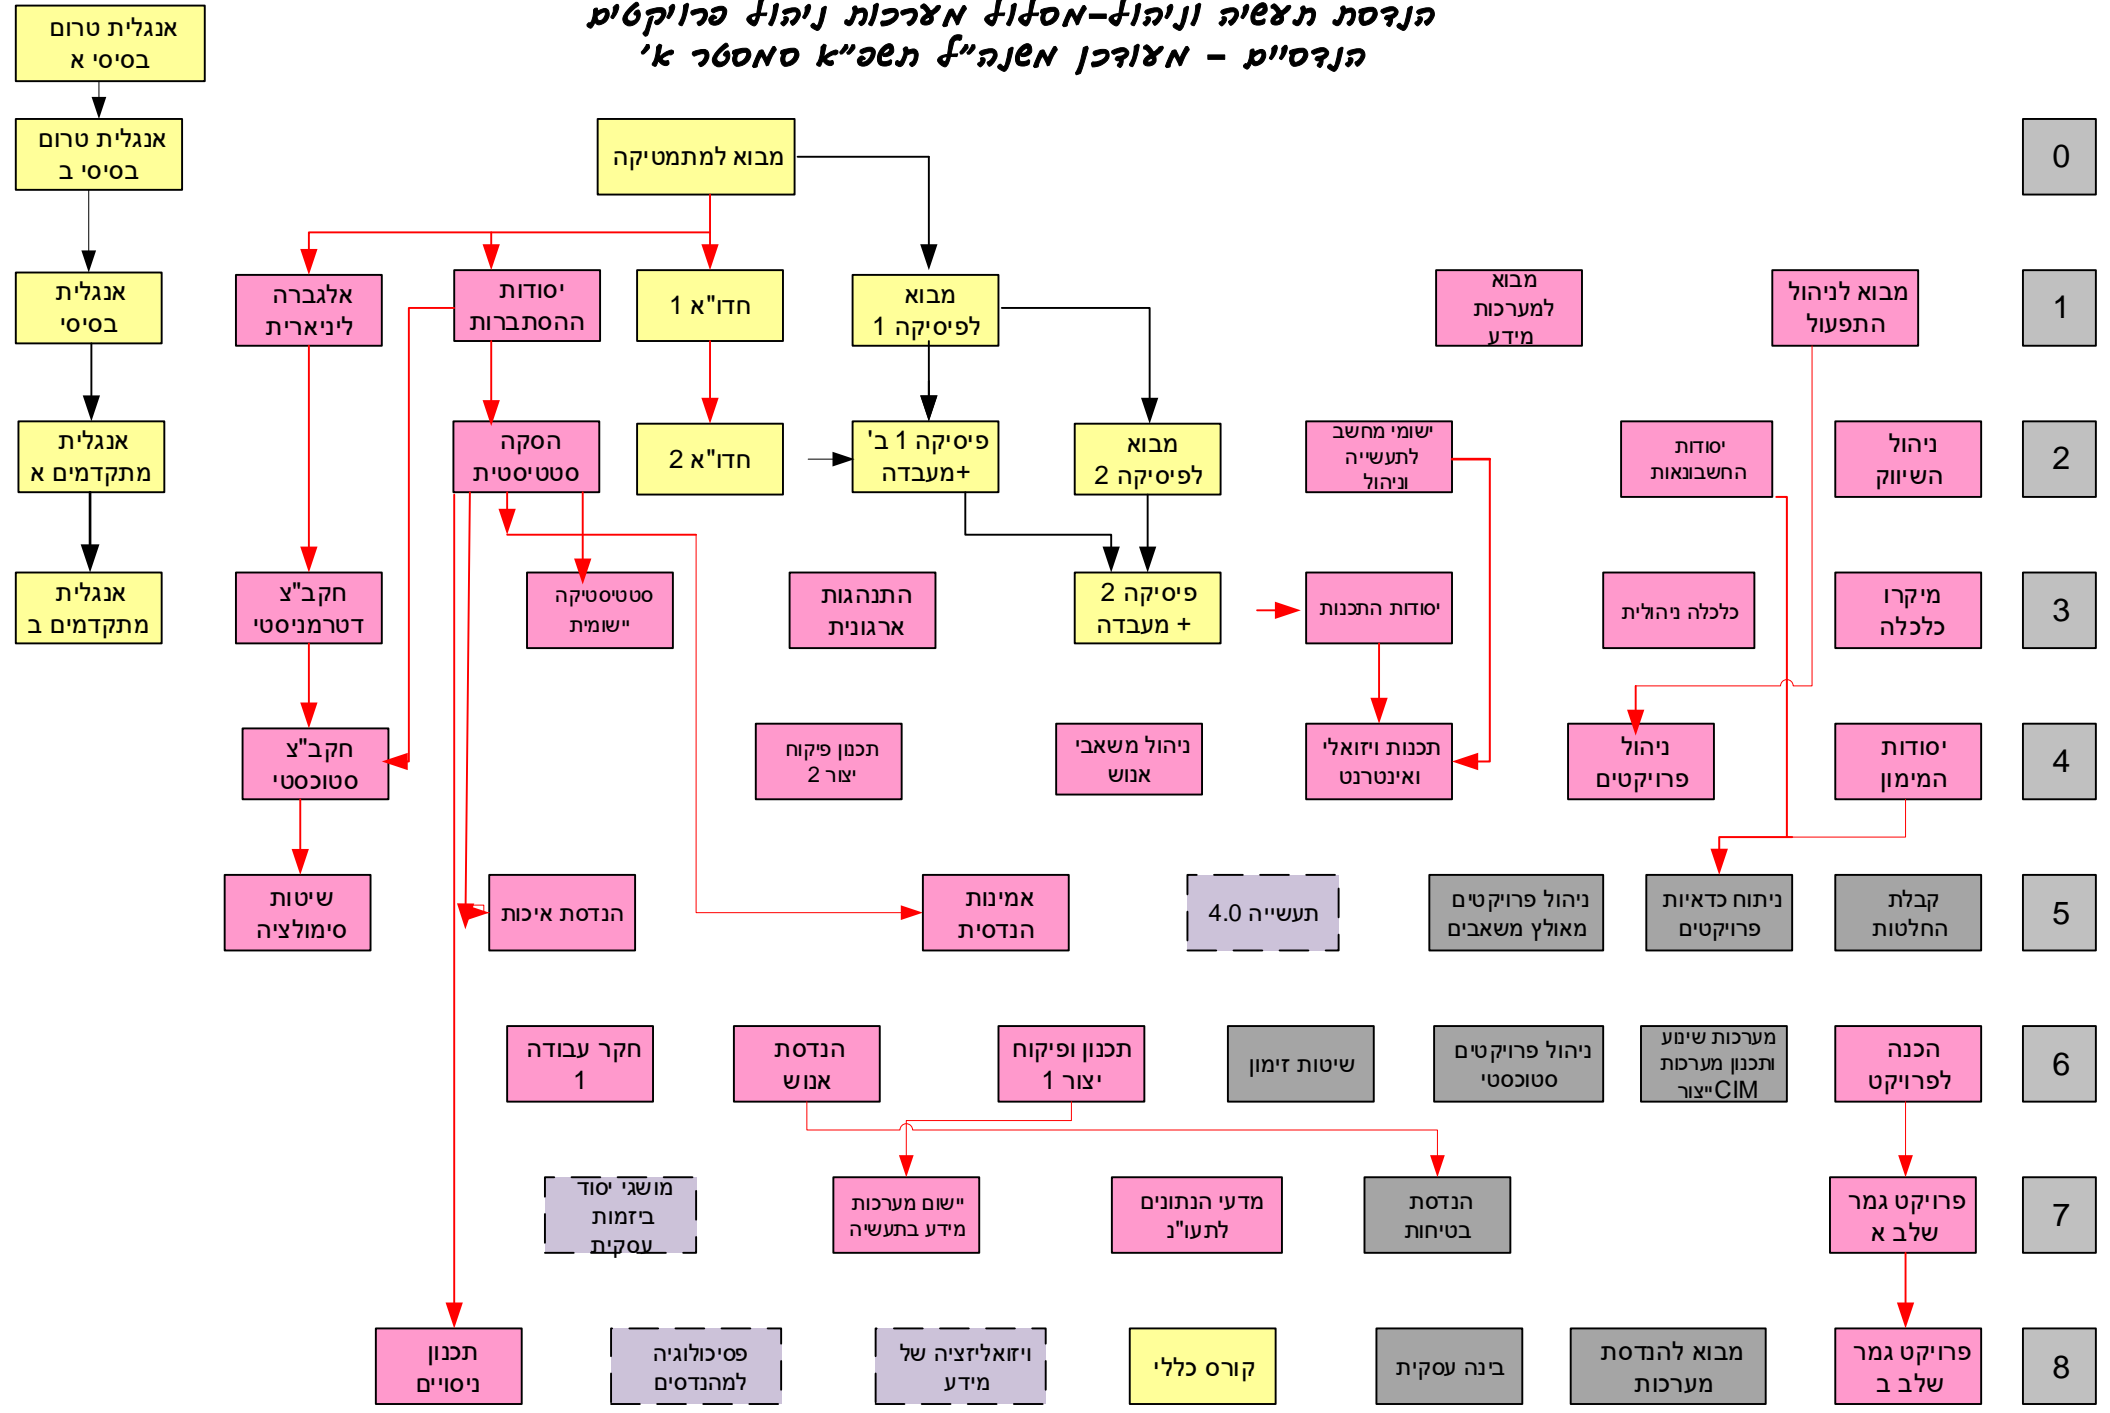 הנדסת תעשיה וניהול-מסלול מערכות ניהול פרויקטים
הנדסיים - מעודכן משנה"ל תשפ"א סמסטר א'
אנגלית טרום
בסיסי א
אנגלית טרום
בסיסי ב
מבוא למתמטיקה
0
אנגלית
בסיסי
אלגברה
ליניארית
יסודות
ההסתברות
חדו"א 1
מבוא
לפיסיקה 1
מבוא
למערכות
מידע
מבוא לניהול
התפעול
1
אנגלית
מתקדמים א
הסקה
סטטיסטית
חדו"א 2
פיסיקה 1 ב'
+מעבדה
מבוא
לפיסיקה 2
ישומי מחשב
לתעשייה
וניהול
יסודות
החשבונאות
ניהול
השיווק
2
אנגלית
מתקדמים ב
חקב"צ
דטרמניסטי
סטטיסטיקה
יישומית
התנהגות
ארגונית
פיסיקה 2
+ מעבדה
יסודות התכנות
כלכלה ניהולית
מיקרו
כלכלה
3
חקב"צ
סטוכסטי
תכנון פיקוח
יצור 2
ניהול משאבי
אנוש
תכנות ויזואלי
ואינטרנט
ניהול
פרויקטים
יסודות
המימון
4
שיטות
סימולציה
הנדסת איכות
אמינות
הנדסית
תעשייה 4.0
ניהול פרויקטים
מאולץ משאבים
ניתוח כדאיות
פרויקטים
קבלת
החלטות
5
חקר עבודה
1
הנדסת
אנוש
תכנון ופיקוח
יצור 1
שיטות זימון
ניהול פרויקטים
סטוכסטי
מערכות שינוע
ותכנון מערכות
ייצורCIM
הכנה
לפרויקט
6
מושגי יסוד
ביזמות
עסקית
יישום מערכות
מידע בתעשיה
מדעי הנתונים
לתעו"נ
הנדסת
בטיחות
פרויקט גמר
שלב א
7
תכנון
ניסויים
פסיכולוגיה
למהנדסים
ויזואליזציה של
מידע
קורס כללי
בינה עסקית
מבוא להנדסת
מערכות
פרויקט גמר
שלב ב
8